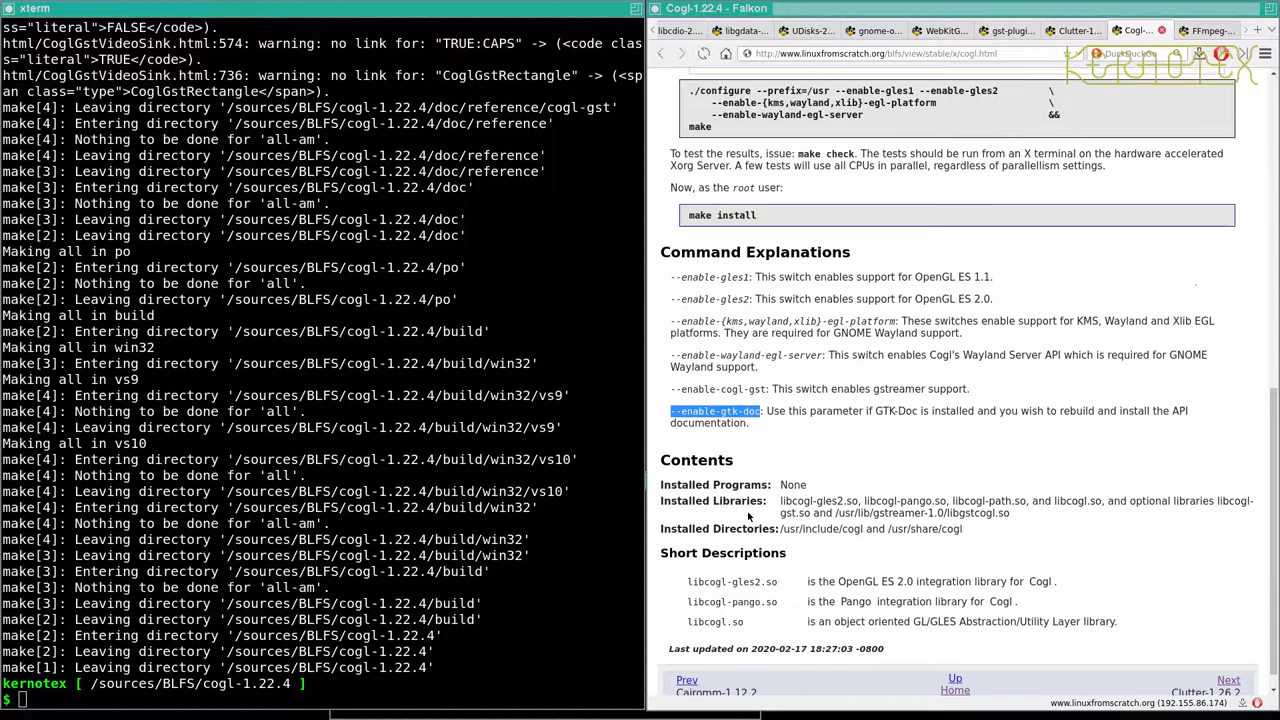 xterm
ss="literal">FALSE</code>).
html/CoglGstVideoSink.html:574: warning: no link for: "TRUE:CAPS" -> (<code clas
s="literal">TRUE</code>).
html/CoglGstVideoSink.html:736: warning: no link for: "CoglGstRectangle" -> (<sp
an class="type">CoglGstRectangle</span>).
make[4]: Leaving directory '/sources/BLFS/cogl-1.22.4/doc/reference/cogl-gst'
make[4]: Entering directory '/sources/BLFS/cogl-1.22.4/doc/reference'
make[4]: Nothing to be done for 'all-am'.
make[4]: Leaving directory '/sources/BLFS/cogl-1.22.4/doc/reference'
make[3]: Leaving directory '/sources/BLFS/cogl-1.22.4/doc/reference'
make[3]: Entering directory '/sources/BLFS/cogl-1.22.4/doc'
make[3]: Nothing to be done for 'all-am'.
make[3]: Leaving directory '/sources/BLFS/cogl-1.22.4/doc'
make[2]: Leaving directory '/sources/BLFS/cogl-1.22.4/doc'
Making all in po
make[2]: Entering directory '/sources/BLFS/cogl-1.22.4/po'
make[2]: Nothing to be done for 'all'.
make[2]: Leaving directory '/sources/BLFS/cogl-1.22.4/po'
Making all in build
make[2]: Entering directory '/sources/BLFS/cogl-1.22.4/build'
Making all in win32
make[3]: Entering directory '/sources/BLFS/cogl-1.22.4/build/win32'
Making all in vs9
make[4]: Entering directory '/sources/BLFS/cogl-1.22.4/build/win32/vs9'
make[4]: Nothing to be done for 'all'.
make[4]: Leaving directory '/sources/BLFS/cogl-1.22.4/build/win32/vs9'
Making all in vs10
make[4]: Entering directory '/sources/BLFS/cogl-1.22.4/build/win32/vs10'
make[4]: Nothing to be done for 'all'.
make[4]: Leaving directory '/sources/BLFS/cogl-1.22.4/build/win32/vs10'
make[4]: Entering directory '/sources/BLFS/cogl-1.22.4/build/win32'
make[4]: Nothing to be done for 'all-am'.
make[4]: Leaving directory '/sources/BLFS/cogl-1.22.4/build/win32'
make[3]: Leaving directory '/sources/BLFS/cogl-1.22.4/build/win32'
make[3]: Entering directory '/sources/BLFS/cogl-1.22.4/build'
make[3]: Nothing to be done for 'all-am'.
make[3]: Leaving directory '/sources/BLFS/cogl-1.22.4/build'
make[2]: Leaving directory '/sources/BLFS/cogl-1.22.4/build'
make[2]: Entering directory '/sources/BLFS/cogl-1.22.4'
make[2]: Leaving directory '/sources/BLFS/cogl-1.22.4'
make[1]: Leaving directory '/sources/BLFS/cogl-1.22.4'
kernotex [ /sources/BLFS/cogl-1.22.4 ]
$
Cogl-1.22.4 - Falkon
libcdio-2... libgdata-... UDisks-2... gnome-o... WebKitG... gst-plugi... Clutter-1... Cogl-... FFmpeg-...
http://www.linuxfromscratch.org/blfs/view/stable/x/cogl.html
DuckDuckGo
KERNOTEX
./configure --prefix=/usr --enable-gles1 --enable-gles2 \
--enable-{kms,wayland,xlib}-egl-platform \
--enable-wayland-egl-server &&
make
To test the results, issue: make check. The tests should be run from an X terminal on the hardware accelerated
Xorg Server. A few tests will use all CPUs in parallel, regardless of parallellism settings.
Now, as the root user:
make install
Command Explanations
--enable-gles1: This switch enables support for OpenGL ES 1.1.
--enable-gles2: This switch enables support for OpenGL ES 2.0.
--enable-{kms,wayland,xlib}-egl-platform: These switches enable support for KMS, Wayland and Xlib EGL
platforms. They are required for GNOME Wayland support.
--enable-wayland-egl-server: This switch enables Cogl's Wayland Server API which is required for GNOME
Wayland support.
--enable-cogl-gst: This switch enables gstreamer support.
--enable-gtk-doc: Use this parameter if GTK-Doc is installed and you wish to rebuild and install the API
documentation.
Contents
Installed Programs: None
Installed Libraries: libcogl-gles2.so, libcogl-pango.so, libcogl-path.so, and libcogl.so, and optional libraries libcogl-
gst.so and /usr/lib/gstreamer-1.0/libgstcogl.so
Installed Directories: /usr/include/cogl and /usr/share/cogl
Short Descriptions
libcogl-gles2.so is the OpenGL ES 2.0 integration library for Cogl .
libcogl-pango.so is the Pango integration library for Cogl .
libcogl.so is an object oriented GL/GLES Abstraction/Utility Layer library.
Last updated on 2020-02-17 18:27:03 -0800
Prev Up Next
Cairomm-1.12.2 Home Clutter-1.26.2
www.linuxfromscratch.org (192.155.86.174)